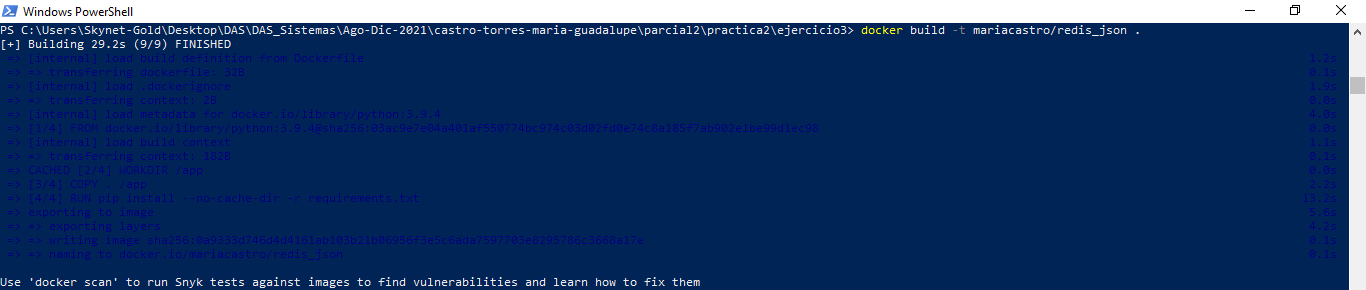 Windows PowerShell
PS C:\Users\Skynet-Gold\Desktop\DAS\DAS_Sistemas\Ago-Dic-2021\castro-torres-maria-guadalupe\parcial2\practica2\ejercicio3> docker build -t mariacastro/redis_json .
[+] Building 29.2s (9/9) FINISHED
=> [internal] load build definition from Dockerfile 1.2s
=> => transferring dockerfile: 32B 0.1s
=> [internal] load .dockerignore 1.9s
=> => transferring context: 2B 0.0s
=> [internal] load metadata for docker.io/library/python:3.9.4 4.0s
=> [1/4] FROM docker.io/library/python:3.9.4@sha256:03ac9e7e04a401af550774bc974c03d02fd0e74c8a185f7ab902e1be99d1ec98 0.0s
=> [internal] load build context 1.1s
=> => transferring context: 182B 0.1s
=> CACHED [2/4] WORKDIR /app 0.0s
=> [3/4] COPY . /app 2.2s
=> [4/4] RUN pip install --no-cache-dir -r requirements.txt 13.2s
=> exporting to image 5.6s
=> => exporting layers 4.2s
=> => writing image 0.1s
=> => naming to docker.io/mariacastro/redis_json 0.1s
Use 'docker scan' to run Snyk tests against images to find vulnerabilities and learn how to fix them